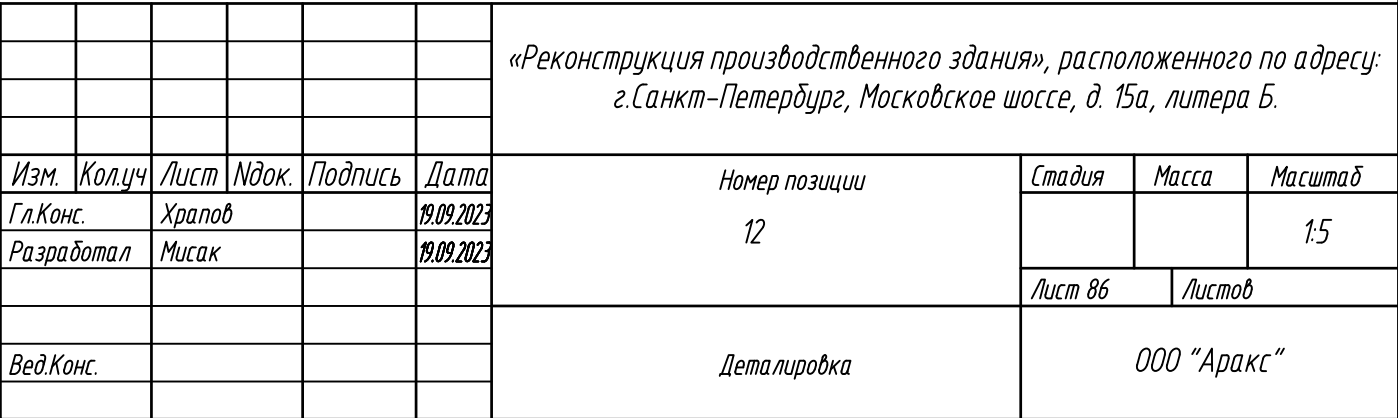 «Реконструкция производственного здания», расположенного по адресу:
г.Санкт-Петербург, Московское шоссе, д. 15а, литера Б.
Изм. Кол.уч Лист Nдок. Подпись Дата
Номер позиции
Стадия Масса Масштаб
Гл.Конс. Храпов 19.09.2023
12
1:5
Разработал Мисак 19.09.2023
Лист 86 Листов
Вед.Конс.
Деталировка
ООО "Аракс"